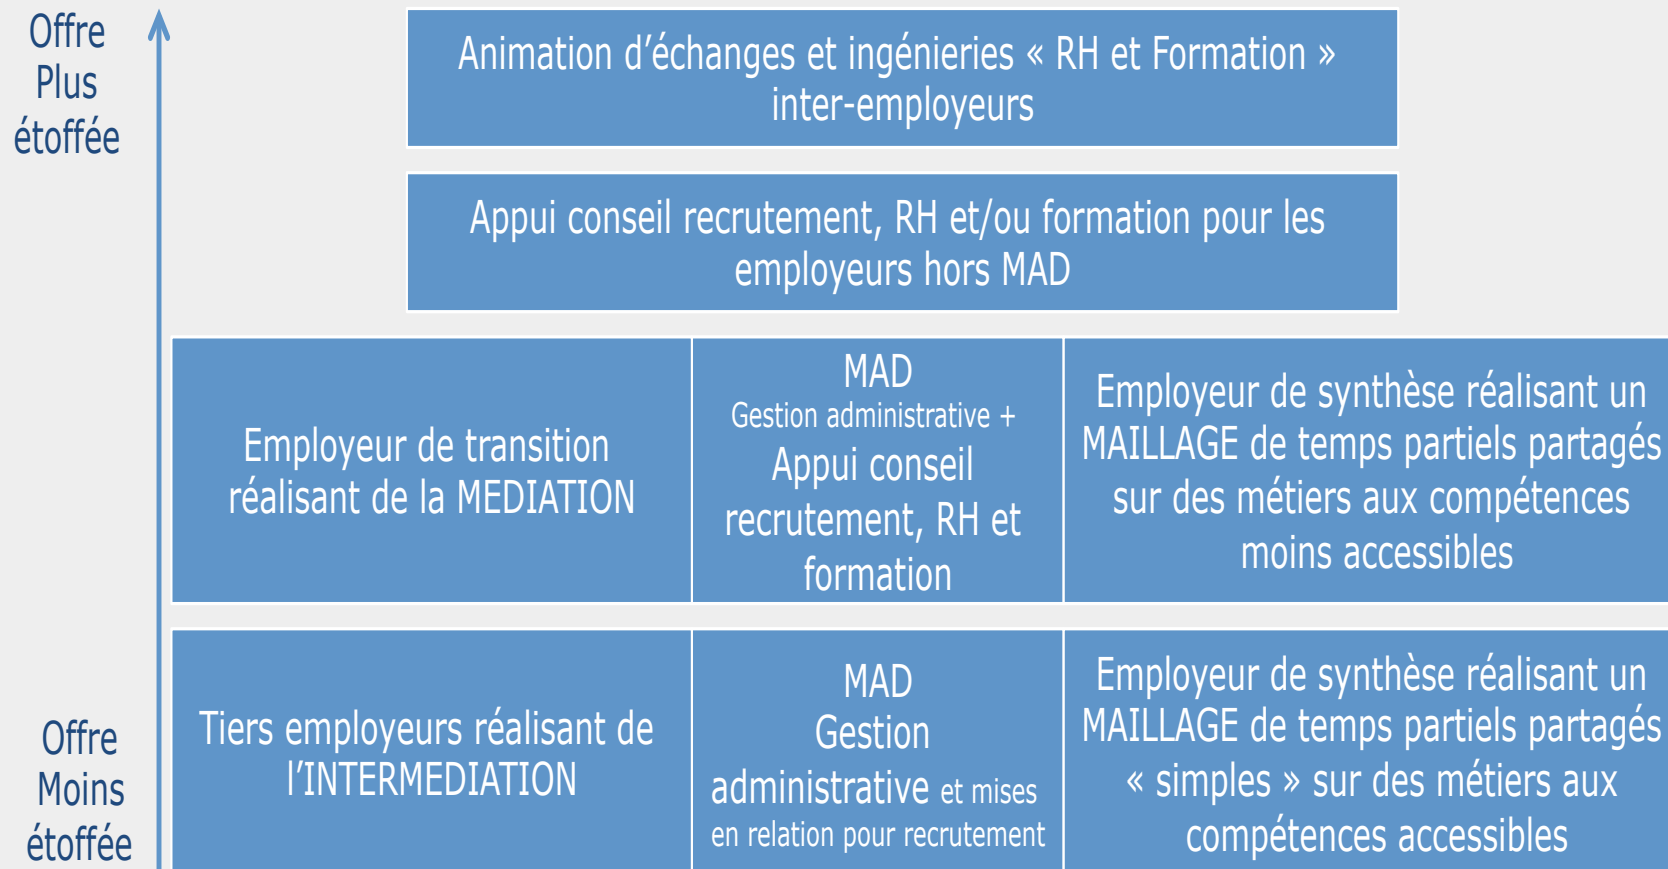 Offre
Plus
étoffée
Animation d’échanges et ingénieries « RH et Formation »
inter-employeurs
Appui conseil recrutement, RH et/ou formation pour les
employeurs hors MAD
Employeur de transition
réalisant de la MEDIATION
MAD
Gestion administrative +
Appui conseil
recrutement, RH et
formation
Employeur de synthèse réalisant un
MAILLAGE de temps partiels partagés
sur des métiers aux compétences
moins accessibles
Offre
Moins
étoffée
Tiers employeurs réalisant de
l’INTERMEDIATION
MAD
Gestion
administrative et mises
en relation pour recrutement
Employeur de synthèse réalisant un
MAILLAGE de temps partiels partagés
« simples » sur des métiers aux
compétences accessibles